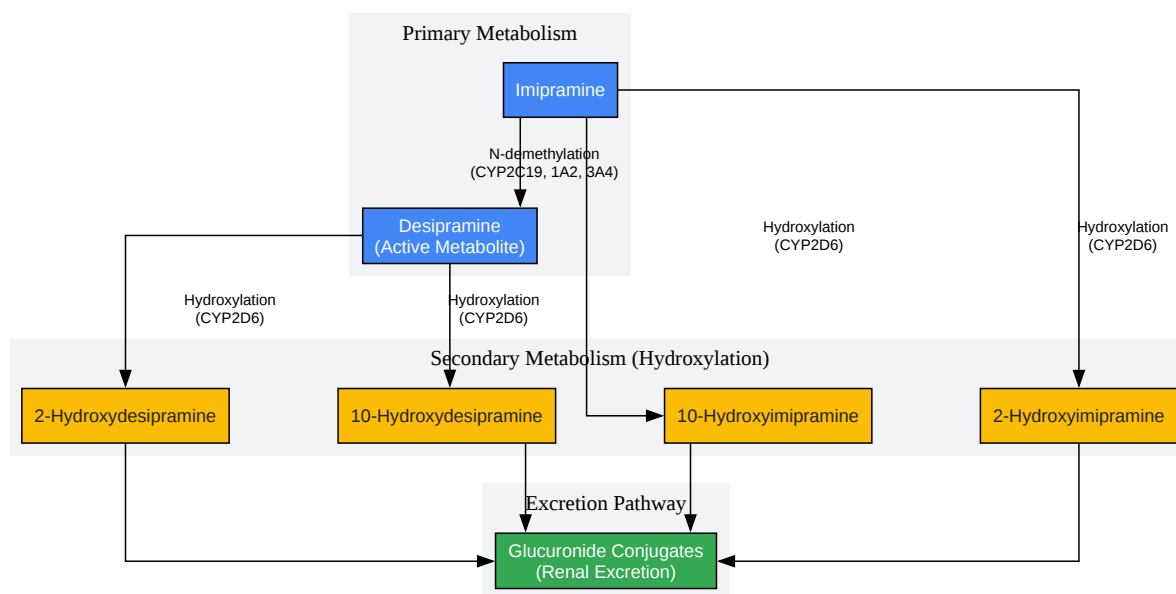 Primary Metabolism
Imipramine
N-demethylation
(CYP2C19, 1A2, 3A4)
Desipramine
(Active Metabolite)
Hydroxylation
(CYP2D6)
Hydroxylation
(CYP2D6)
Hydroxylation
(CYP2D6)
Hydroxylation
(CYP2D6)
Secondary Metabolism (Hydroxylation)
2-Hydroxydesipramine
10-Hydroxydesipramine
10-Hydroxyimipramine
2-Hydroxyimipramine
Excretion Pathway
Glucuronide Conjugates
(Renal Excretion)